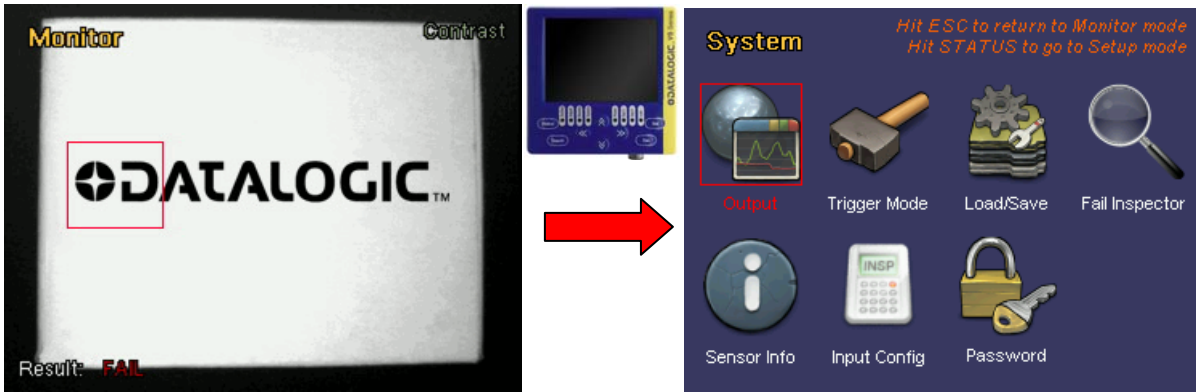 Monitor
Contrast
DATALOGIC™
Result: FAIL
DATALOGIC
System
Hit ESC to return to Monitor mode
Hit STATUS to go to Setup mode
Output
Trigger Mode
Load/Save
Fail Inspector
INSP
Sensor Info
Input Config
Password